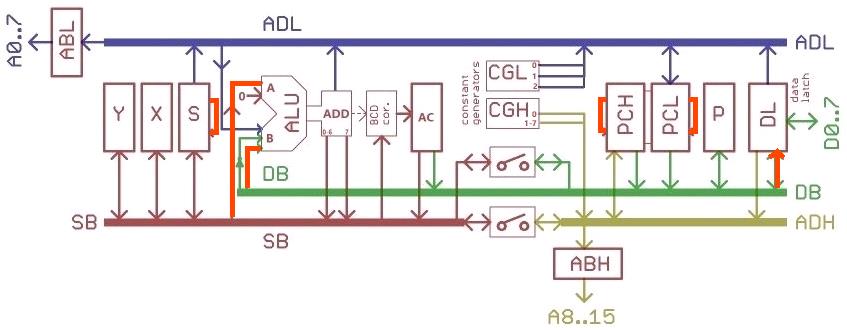 ADL
ADL
A0..7
ABL
Y
X
S
0
A
B
ALU
ADD
0-6
7
BCD
cor.
AC
constant
generators
CGL
0
1
2
CGH
0
1-7
PCH
PCL
P
DL
data
latch
D0..7
DB
DB
SB
SB
ADH
ABH
A8..15